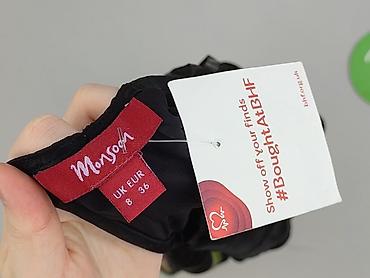 Monsoon
UK EUR
8 36
Show off your finds
#BoughtAtBHF
bhf.org.uk